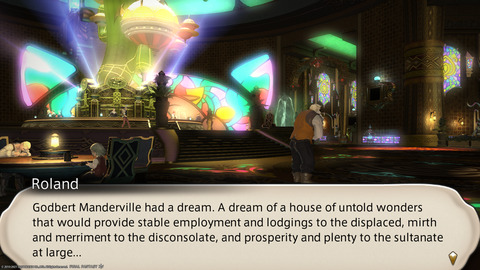 Roland
Godbert Manderville had a dream. A dream of a house of untold wonders
that would provide stable employment and lodgings to the displaced, mirth
and merriment to the disconsolate, and prosperity and plenty to the sultanate
at large...